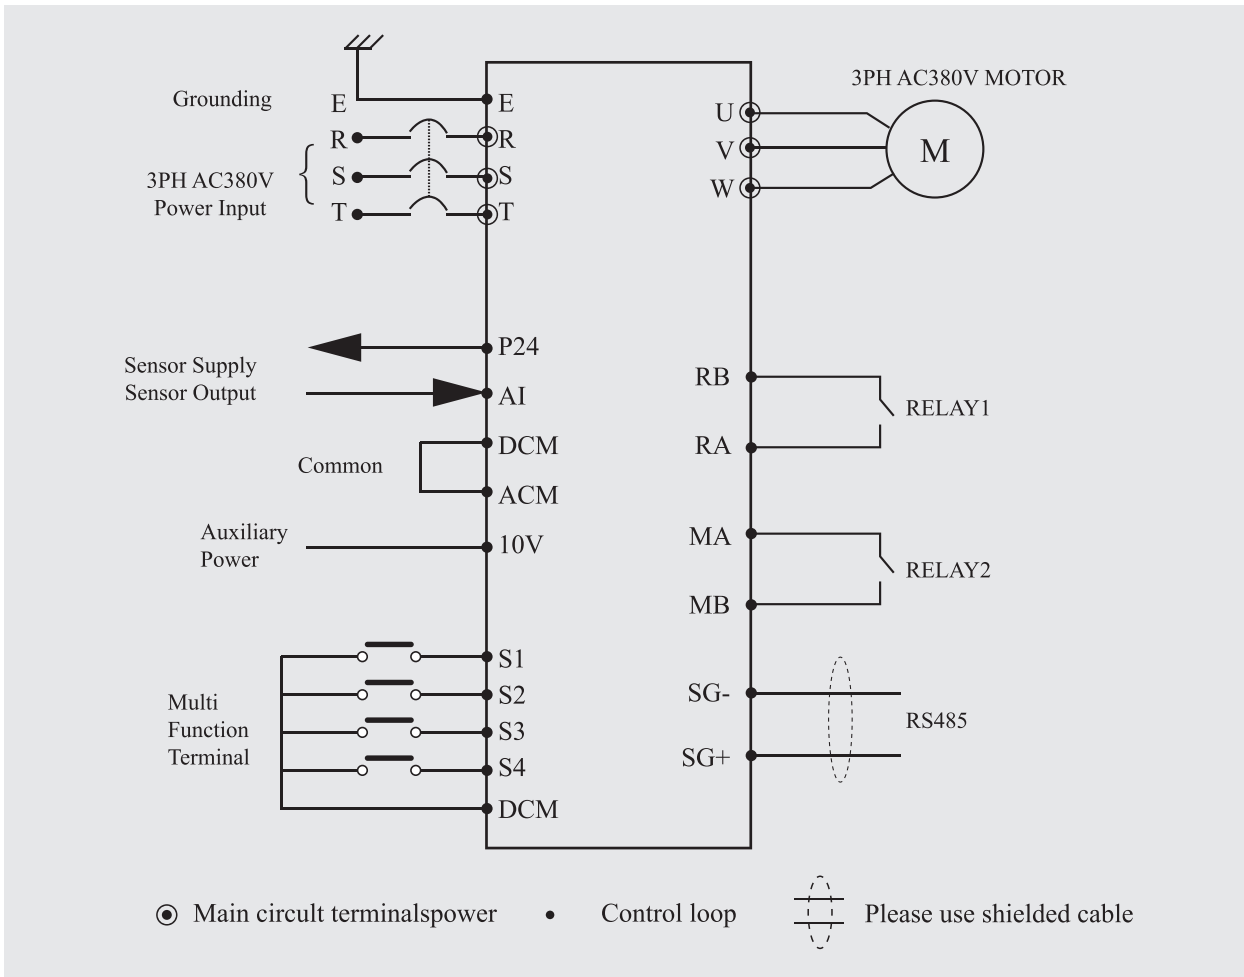 3PH AC380V MOTOR
Grounding
E
E
R
R
S
S
T
T
3PH AC380V
Power Input
U
V
W
M
P24
Sensor Supply
Sensor Output
AI
DCM
Common
ACM
Auxiliary
Power
10V
RB
RELAY1
RA
MA
RELAY2
MB
S1
S2
S3
S4
DCM
Multi
Function
Terminal
SG-
RS485
SG+
Main circult terminalspower
Control loop
Please use shielded cable